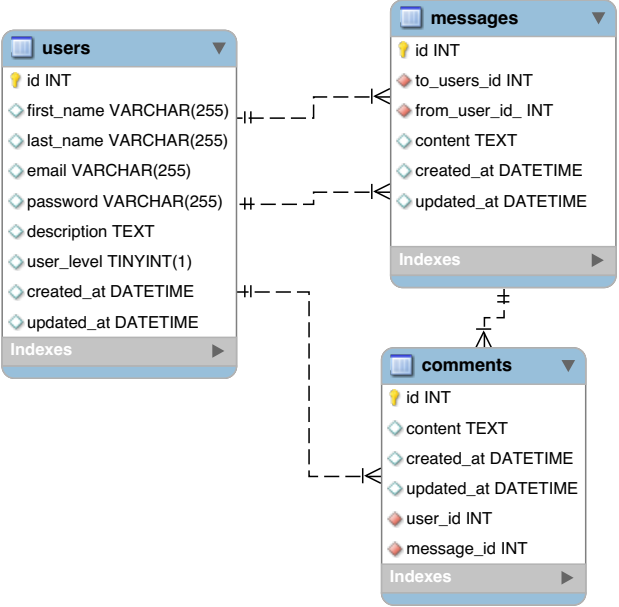 users
id INT
first_name VARCHAR(255)
last_name VARCHAR(255)
email VARCHAR(255)
password VARCHAR(255)
description TEXT
user_level TINYINT(1)
created_at DATETIME
updated_at DATETIME
Indexes
messages
id INT
to_users_id INT
from_user_id_ INT
content TEXT
created_at DATETIME
updated_at DATETIME
Indexes
comments
id INT
content TEXT
created_at DATETIME
updated_at DATETIME
user_id INT
message_id INT
Indexes